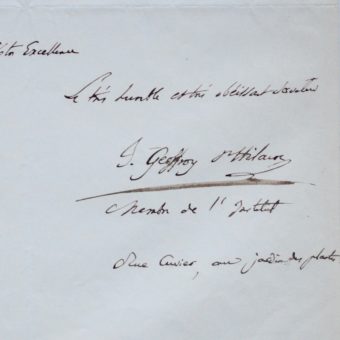 Votre Excellence
Le très humble et très obéissant serviteur
I. Geoffroy St Hilaire
Membre de l'Institut
Rue Cuvier, au jardin des plantes